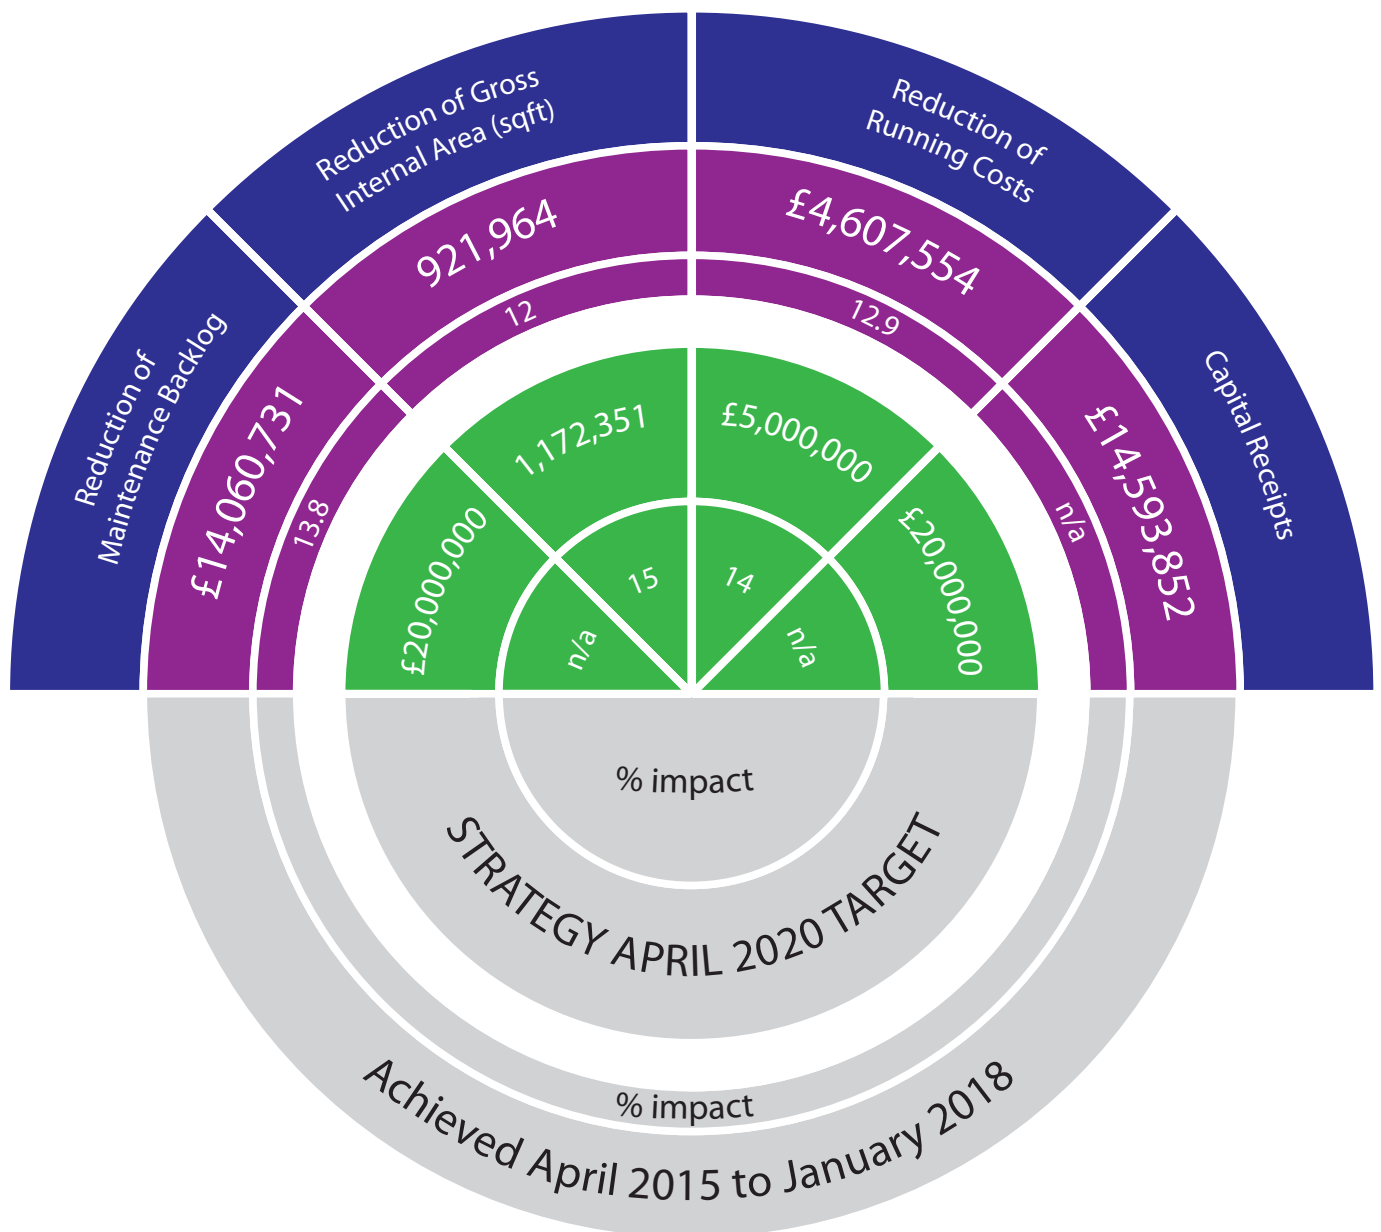 Reduction of
Maintenance Backlog
Reduction of Gross
Internal Area (sqft)
Reduction of
Running Costs
Capital Receipts
£14,060,731
921,964
£4,607,554
£14,593,852
13.8
12
12.9
n/a
£20,000,000
1,172,351
£5,000,000
£20,000,000
n/a
15
14
n/a
% impact
STRATEGY APRIL 2020 TARGET
% impact
Achieved April 2015 to January 2018